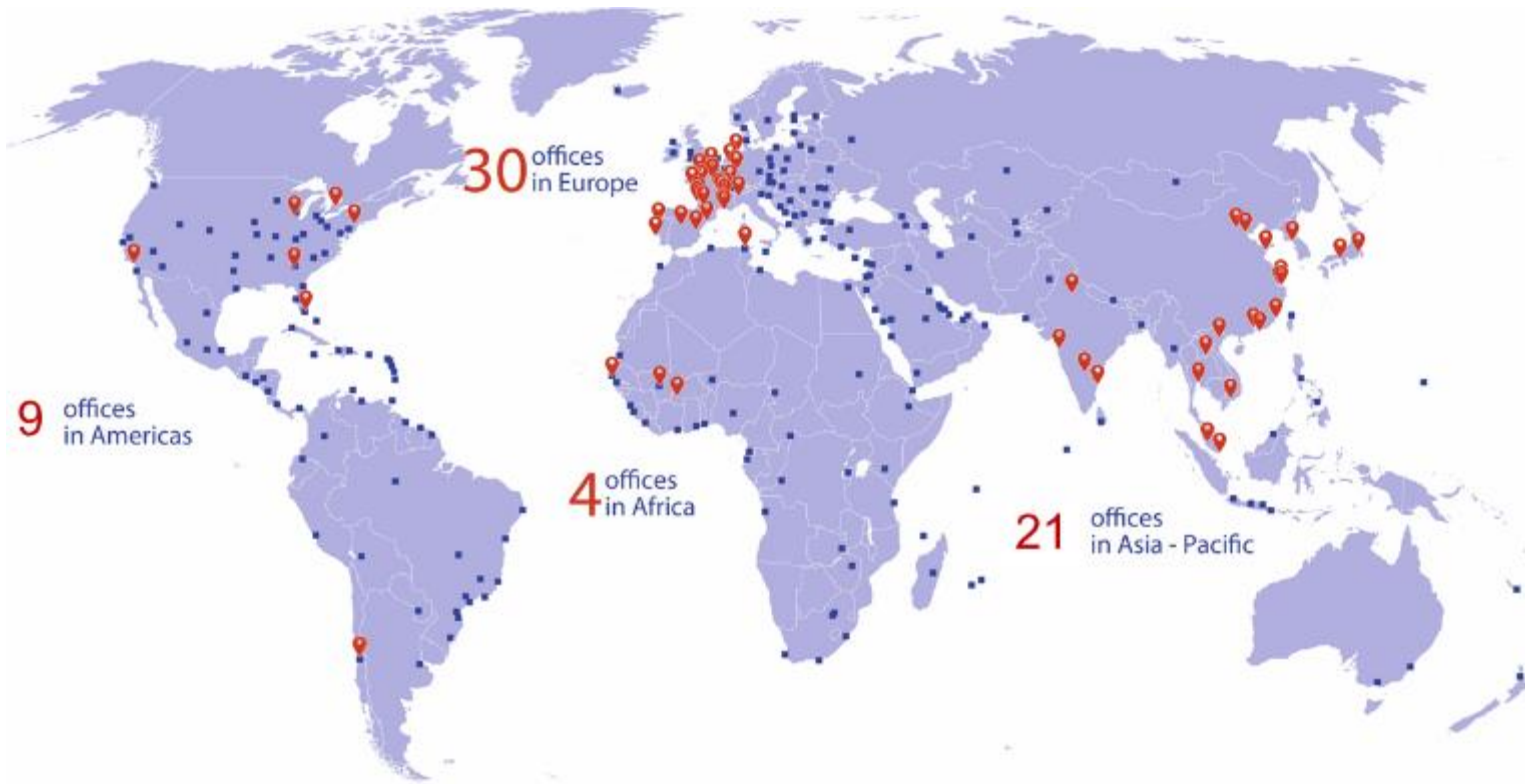 30 offices
in Europe
9 offices
in Americas
4 offices
in Africa
21 offices
in Asia - Pacific